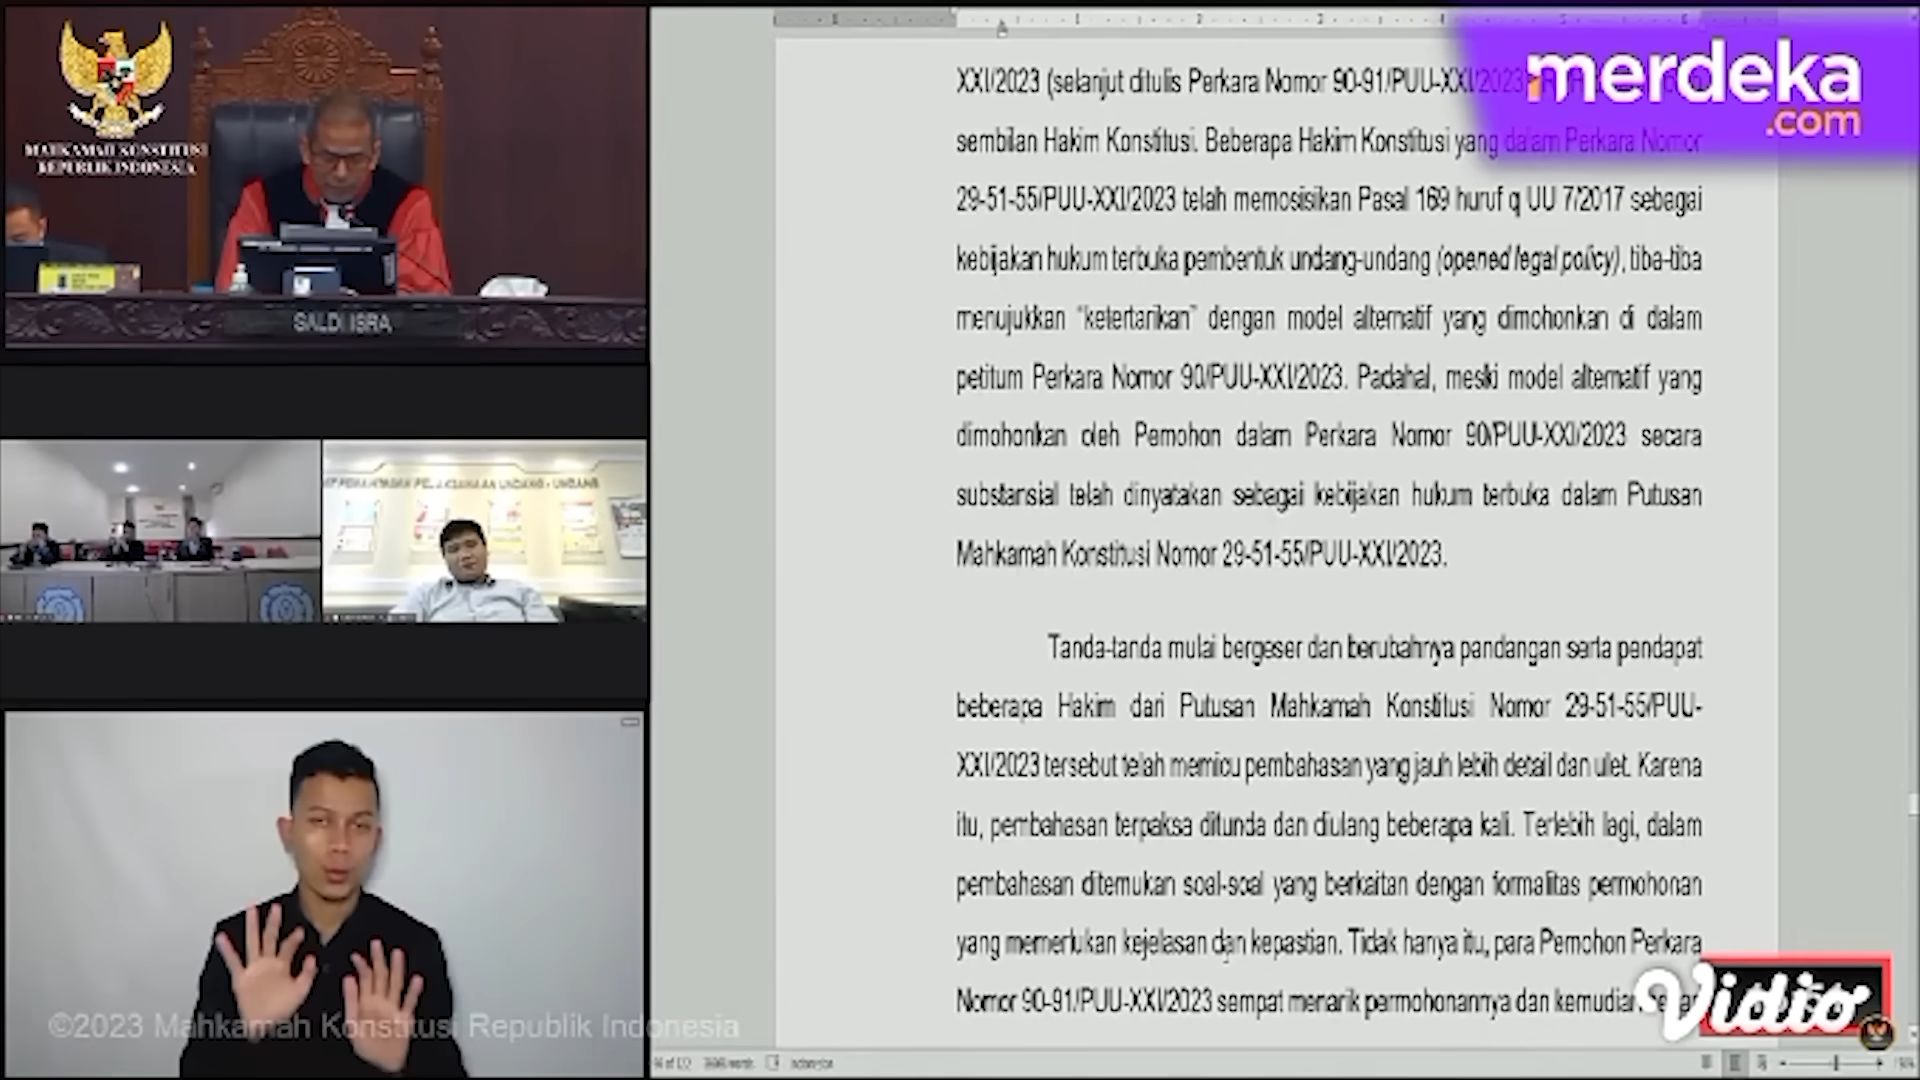 MAHKAMAH KONSTITUSI
REPUBLIK INDONESIA
SALDI ISRA
PEMANTAUAN PELAKSANAAN UNDANG - UNDANG
©2023 Mahkamah Konstitusi Republik Indonesia
merdeka
.com
XXI/2023 (selanjut ditulis Perkara Nomor 90-91/PUU-XXI/2023
sembilan Hakim Konstitusi. Beberapa Hakim Konstitusi yang dalam Perkara Nomor
29-51-55/PUU-XXI/2023 telah memosisikan Pasal 169 huruf q UU 7/2017 sebagai
kebijakan hukum terbuka pembentuk undang-undang (opened legal policy), tiba-tiba
menujukkan “ketertarikan” dengan model alternatif yang dimohonkan di dalam
petitum Perkara Nomor 90/PUU-XXI/2023. Padahal, meski model alternatif yang
dimohonkan oleh Pemohon dalam Perkara Nomor 90/PUU-XXI/2023 secara
substansial telah dinyatakan sebagai kebijakan hukum terbuka dalam Putusan
Mahkamah Konstitusi Nomor 29-51-55/PUU-XXI/2023.
Tanda-tanda mulai bergeser dan berubahnya pandangan serta pendapat
beberapa Hakim dari Putusan Mahkamah Konstitusi Nomor 29-51-55/PUU-
XXI/2023 tersebut telah memicu pembahasan yang jauh lebih detail dan ulet. Karena
itu, pembahasan terpaksa ditunda dan diulang beberapa kali. Terlebih lagi, dalam
pembahasan ditemukan soal-soal yang berkaitan dengan formalitas permohonan
yang memerlukan kejelasan dan kepastian. Tidak hanya itu, para Pemohon Perkara
Nomor 90-91/PUU-XXI/2023 sempat menarik permohonannya dan kemudian
Vidio
Indonesian